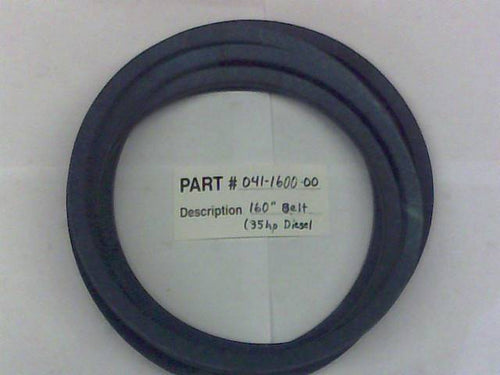 PART # 041-1600-00
Description 160" Belt
(35hp Diesel